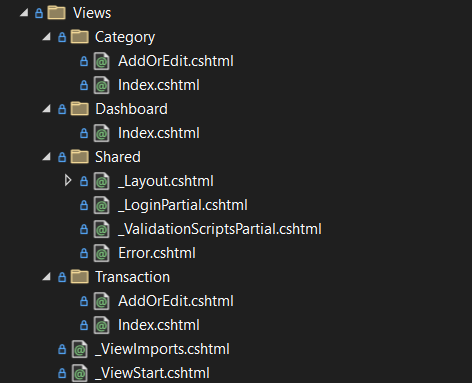 Views
Category
AddOrEdit.cshtml
Index.cshtml
Dashboard
Index.cshtml
Shared
_Layout.cshtml
_LoginPartial.cshtml
_ValidationScriptsPartial.cshtml
Error.cshtml
Transaction
AddOrEdit.cshtml
Index.cshtml
_ViewImports.cshtml
_ViewStart.cshtml